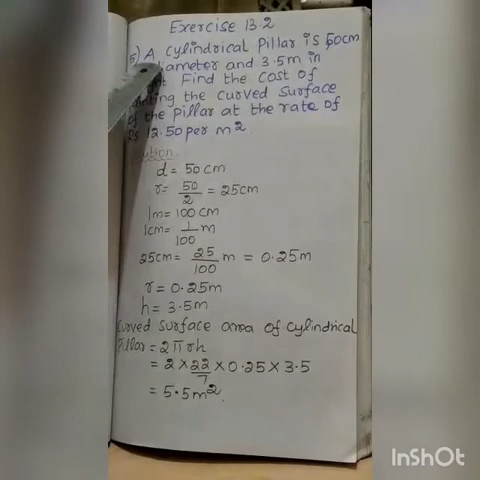 Exercise 13.2
5) A Cylindrical Pillar is 50cm
diameter and 3.5m in
Find the cost of
the curved surface
of the pillar at the rate of
Rs 12.50 per m².
d = 50 cm
r = 50/2 = 25cm
1m = 100 cm
1cm = 1/100 m
25cm = 25/100 m = 0.25m
r = 0.25m
h = 3.5m
Curved surface area of cylindrical
Pillar = 2πrh
= 2 × 22/7 × 0.25 × 3.5
= 5.5m²
InShOt